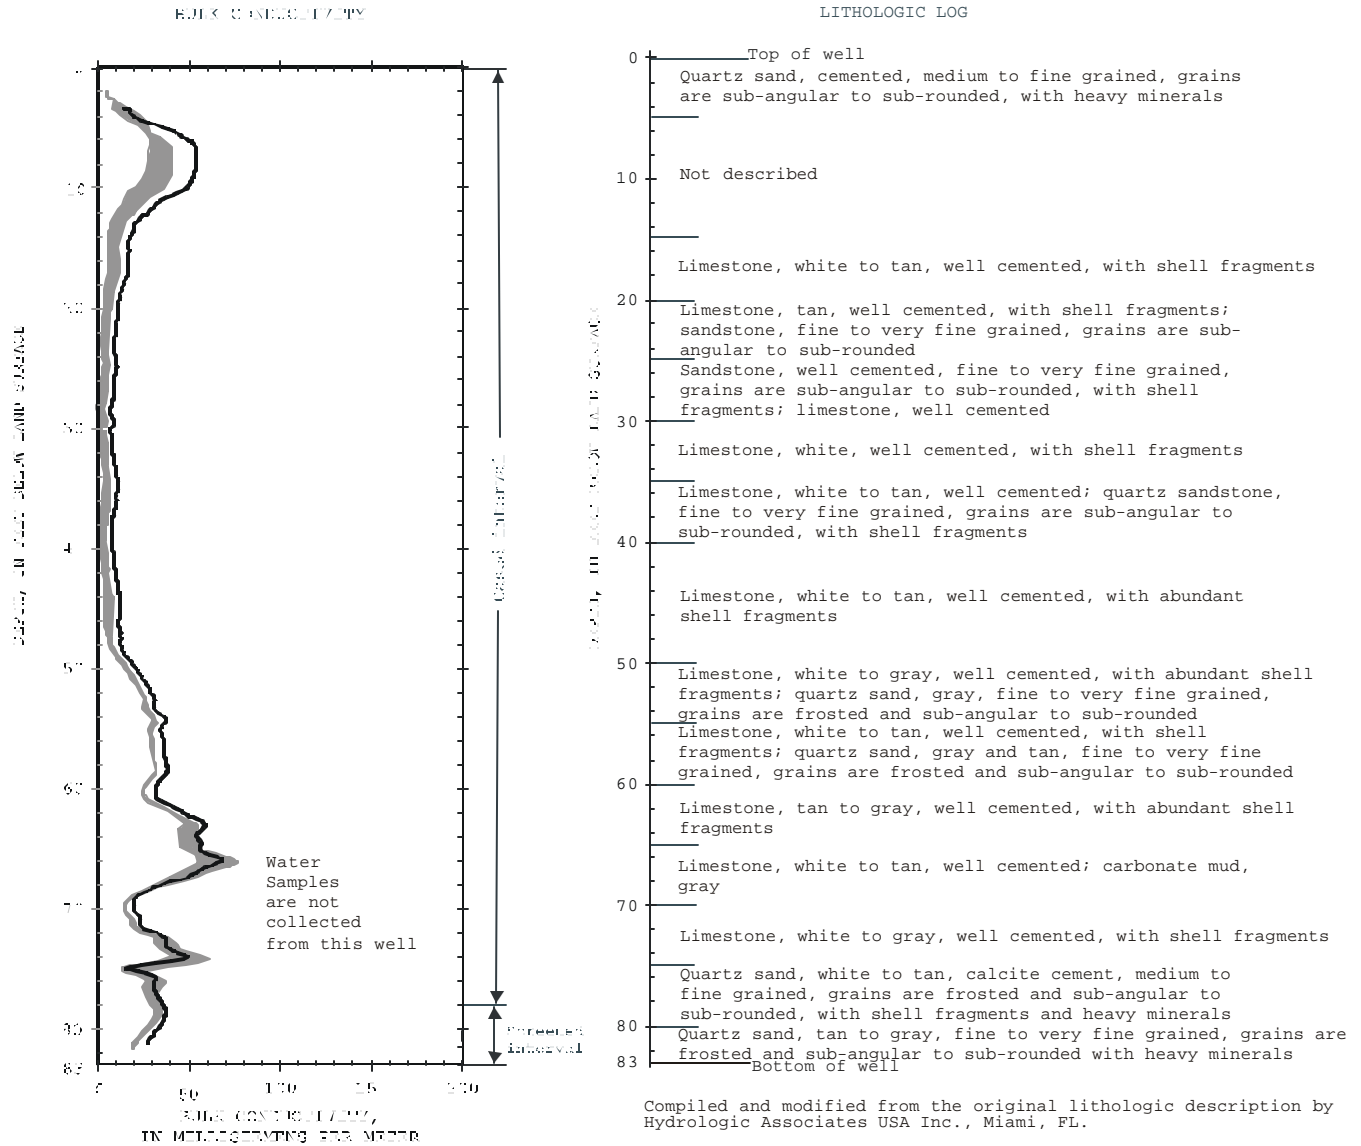 LITHOLOGIC LOG
0
Top of well
Quartz sand, cemented, medium to fine grained, grains
are sub-angular to sub-rounded, with heavy minerals
10
Not described
Limestone, white to tan, well cemented, with shell fragments
20
Limestone, tan, well cemented, with shell fragments;
sandstone, fine to very fine grained, grains are sub-
angular to sub-rounded
Sandstone, well cemented, fine to very fine grained,
grains are sub-angular to sub-rounded, with shell
fragments; limestone, well cemented
30
Limestone, white, well cemented, with shell fragments
Limestone, white to tan, well cemented; quartz sandstone,
fine to very fine grained, grains are sub-angular to
sub-rounded, with shell fragments
40
Limestone, white to tan, well cemented, with abundant
shell fragments
50
Limestone, white to gray, well cemented, with abundant shell
fragments; quartz sand, gray, fine to very fine grained,
grains are frosted and sub-angular to sub-rounded
Limestone, white to tan, well cemented, with shell
fragments; quartz sand, gray and tan, fine to very fine
grained, grains are frosted and sub-angular to sub-rounded
60
Limestone, tan to gray, well cemented, with abundant shell
fragments
Limestone, white to tan, well cemented; carbonate mud,
gray
70
Limestone, white to gray, well cemented, with shell fragments
Quartz sand, white to tan, calcite cement, medium to
fine grained, grains are frosted and sub-angular to
sub-rounded, with shell fragments and heavy minerals
80
Quartz sand, tan to gray, fine to very fine grained, grains are
frosted and sub-angular to sub-rounded with heavy minerals
83
Bottom of well
Water
Samples
are not
collected
from this well
50
Compiled and modified from the original lithologic description by
Hydrologic Associates USA Inc., Miami, FL.